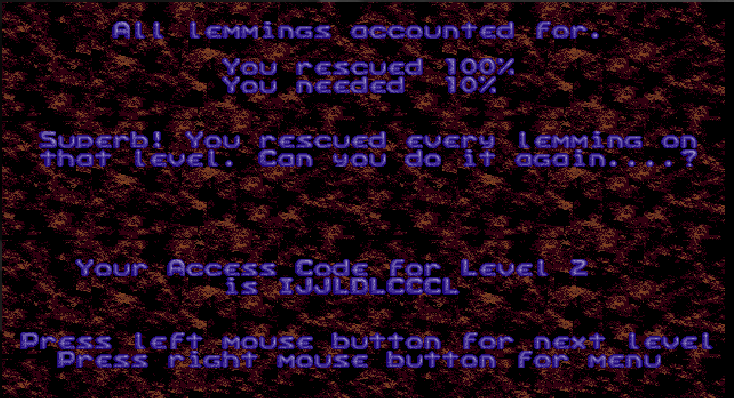 All lemmings accounted for.
You rescued 100%
You needed 10%
Superb! You rescued every lemming on
that level. Can you do it again....?
Your Access Code for Level 2
is IJJLDLCCCL
Press left mouse button for next level
Press right mouse button for menu